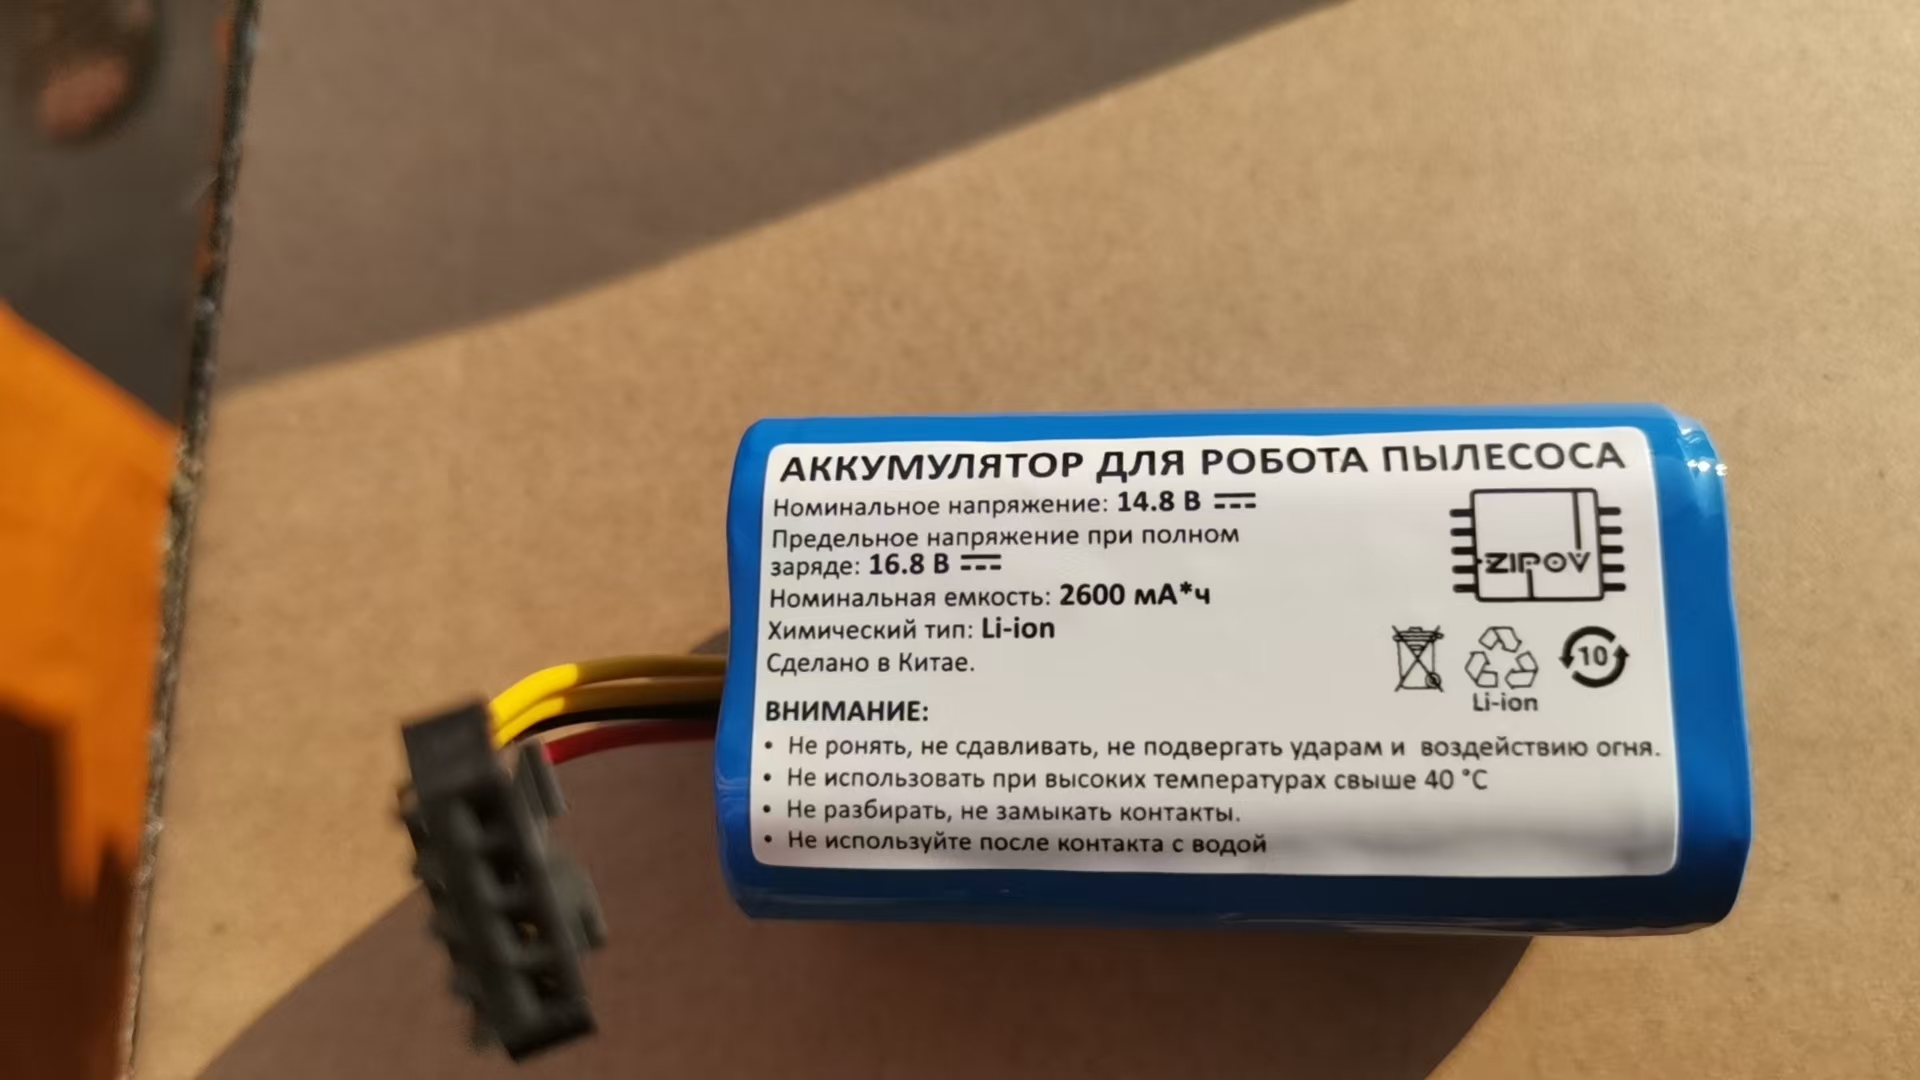 АККУМУЛЯТОР ДЛЯ РОБОТА ПЫЛЕСОСА
Номинальное напряжение: 14.8 В
Предельное напряжение при полном
заряде: 16.8 В
Номинальная емкость: 2600 мА*ч
Химический тип: Li-ion
Сделано в Китае.
ZIPOV
Li-ion
10
ВНИМАНИЕ:
• Не ронять, не сдавливать, не подвергать ударам и воздействию огня.
• Не использовать при высоких температурах свыше 40 °C
• Не разбирать, не замыкать контакты.
• Не используйте после контакта с водой